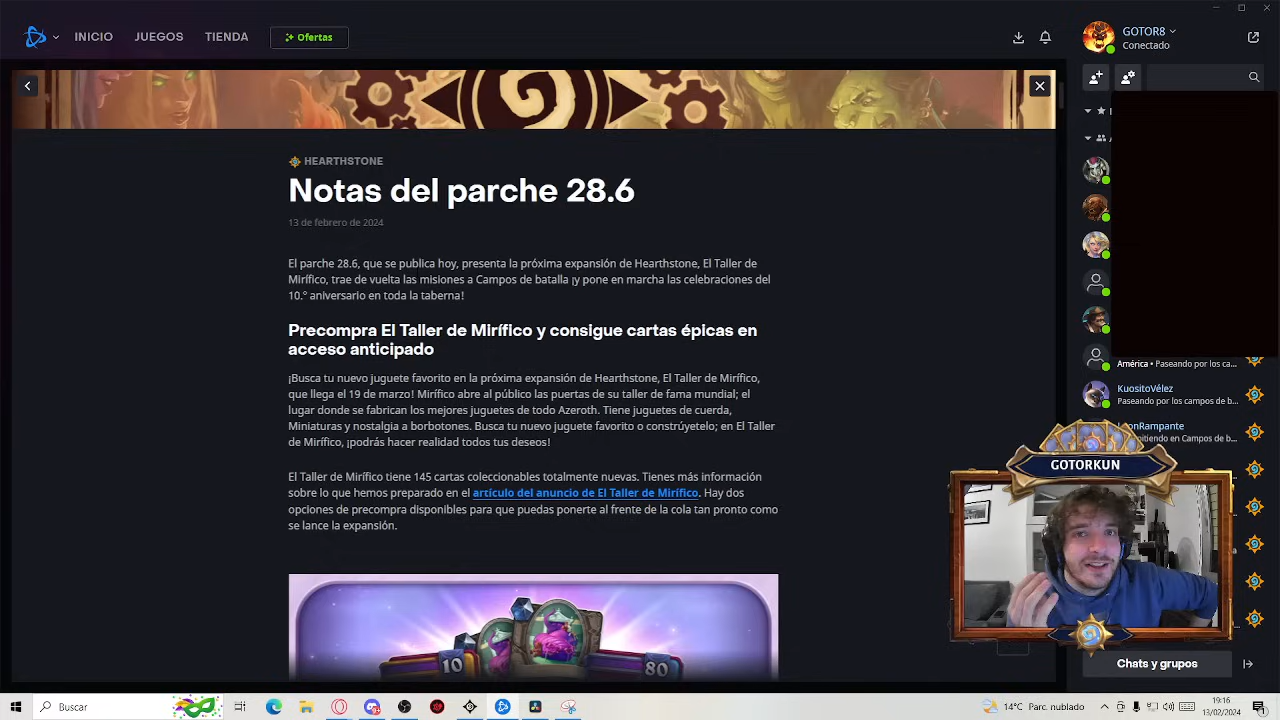 INICIO
JUEGOS
TIENDA
Ofertas
GOTOR8
Conectado
HEARTHSTONE
Notas del parche 28.6
13 de febrero de 2024
El parche 28.6, que se publica hoy, presenta la próxima expansión de Hearthstone, El Taller de
Mirífico, trae de vuelta las misiones a Campos de batalla ¡y pone en marcha las celebraciones del
10.º aniversario en toda la taberna!
Precompra El Taller de Mirífico y consigue cartas épicas en
acceso anticipado
¡Busca tu nuevo juguete favorito en la próxima expansión de Hearthstone, El Taller de Mirífico,
que llega el 19 de marzo! Mirífico abre al público las puertas de su taller de fama mundial; el
lugar donde se fabrican los mejores juguetes de todo Azeroth. Tiene juguetes de cuerda,
Miniaturas y nostalgia a borbotones. Busca tu nuevo juguete favorito o constrúyetelo; en El Taller
de Mirífico, ¡podrás hacer realidad todos tus deseos!
El Taller de Mirífico tiene 145 cartas coleccionables totalmente nuevas. Tienes más información
sobre lo que hemos preparado en el artículo del anuncio de El Taller de Mirífico. Hay dos
opciones de precompra disponibles para que puedas ponerte al frente de la cola tan pronto como
se lance la expansión.
10
80
América • Paseando por los ca...
KuositoVélez
Paseando por los campos de b...
onRampante
itiendo en Campos de b...
GOTORKUN
Chats y grupos
Buscar
14°C Parc. nublado
19:16
13/02/2024